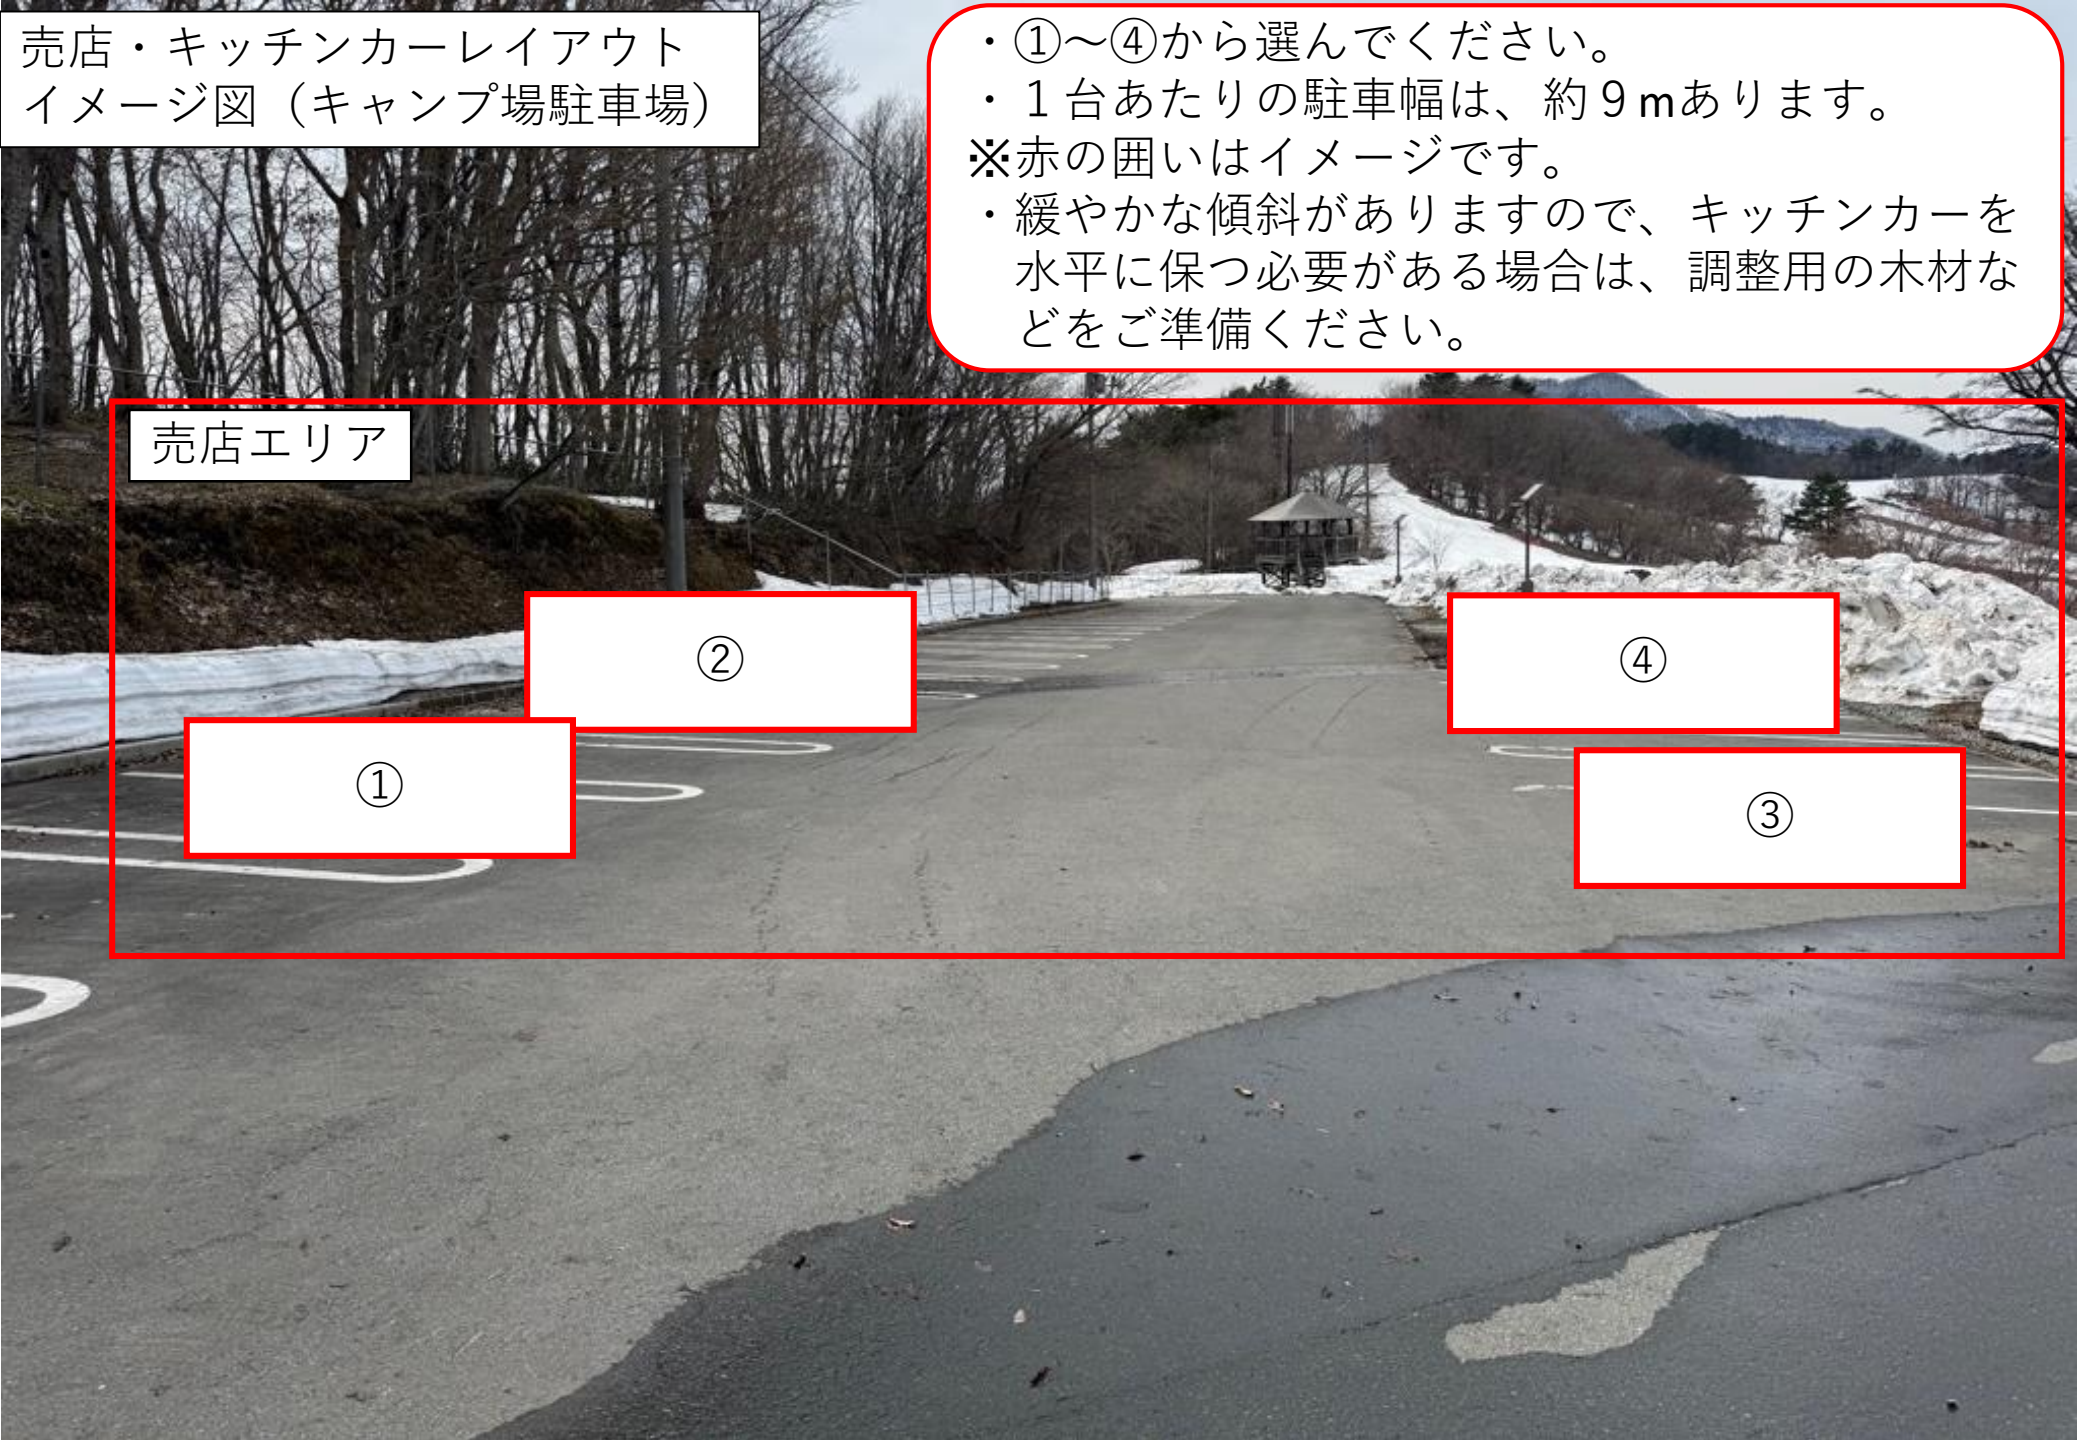 売店・キッチンカーレイアウト
イメージ図（キャンプ場駐車場）
・①～④から選んでください。
・１台あたりの駐車幅は、約９mあります。
※赤の囲いはイメージです。
・緩やかな傾斜がありますので、キッチンカーを
水平に保つ必要がある場合は、調整用の木材な
どをご準備ください。
売店エリア
②
④
①
③